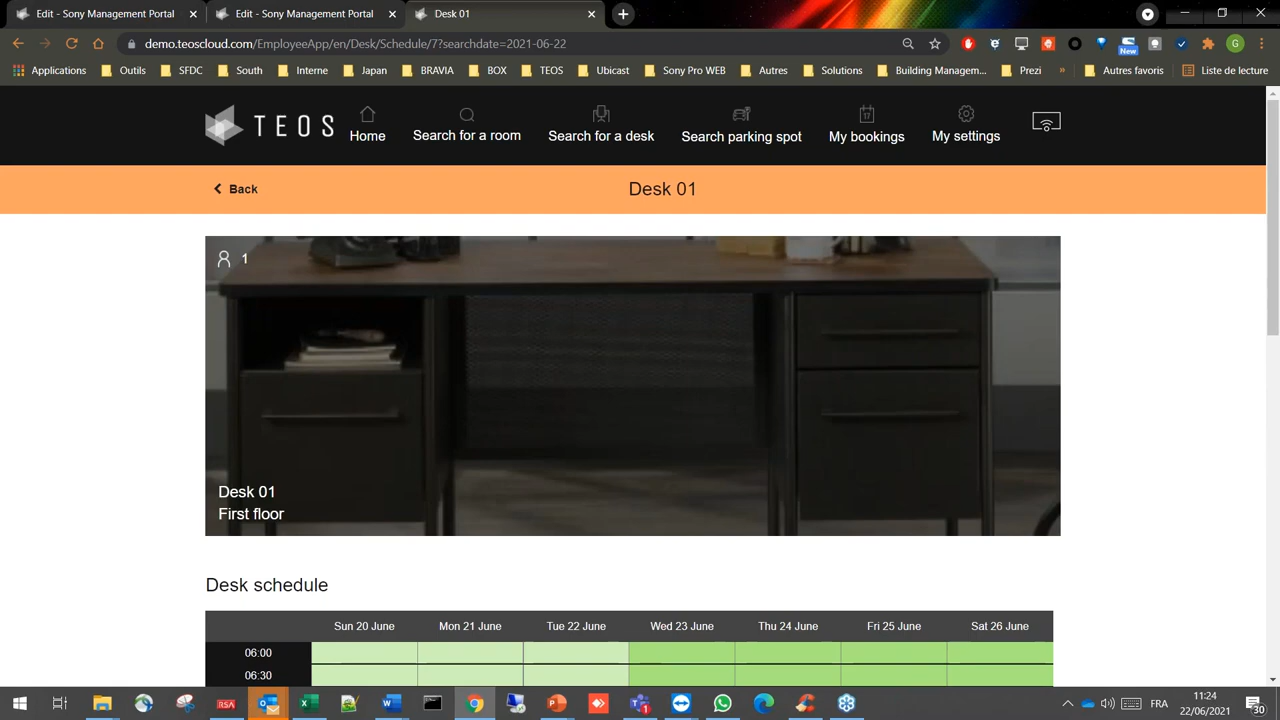 Edit - Sony Management Portal
Edit - Sony Management Portal
Desk 01
demo.teoscloud.com/EmployeeApp/en/Desk/Schedule/7?searchdate=2021-06-22
New
G
Applications
Outils
SFDC
South
Interne
Japan
BRAVIA
BOX
TEOS
Ubicast
Sony Pro WEB
Autres
Solutions
Building Managem...
Prezi
»
Autres favoris
Liste de lecture
TEOS
Home
Search for a room
Search for a desk
Search parking spot
17
My bookings
My settings
Back
Desk 01
1
Desk 01
First floor
Desk schedule
Sun 20 June
Mon 21 June
Tue 22 June
Wed 23 June
Thu 24 June
Fri 25 June
Sat 26 June
06:00
06:30
RSA
FRA
11:24
22/06/2021
30